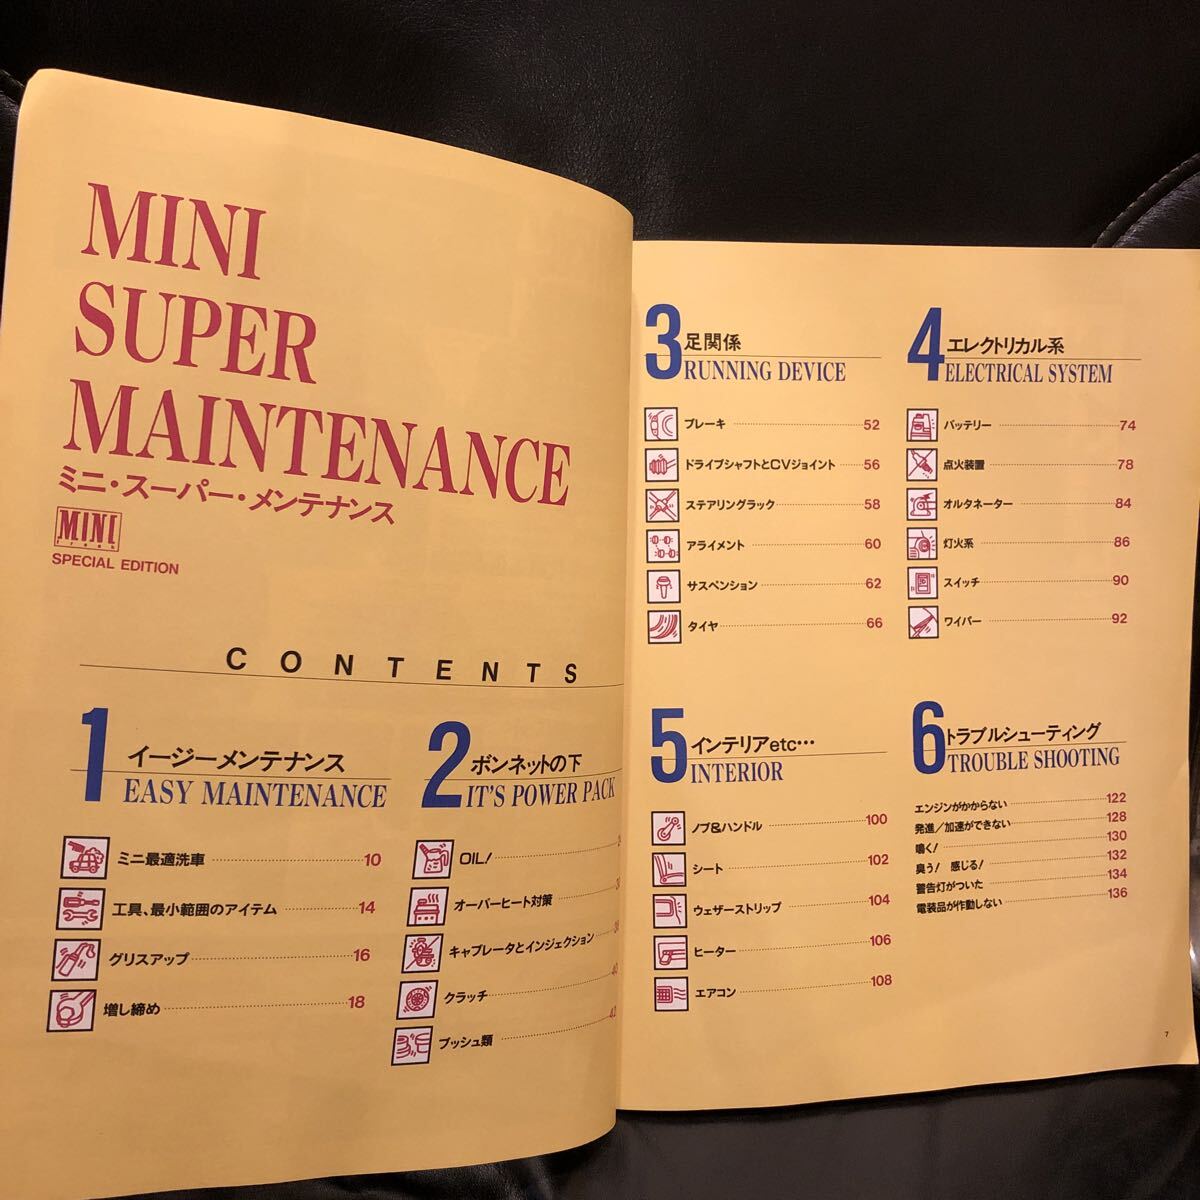 MINI
SUPER
MAINTENANCE
ミニ・スーパー・メンテナンス
MINI freak
SPECIAL EDITION
CONTENTS
1 イージーメンテナンス
EASY MAINTENANCE
ミニ最適洗車 10
工具、最小範囲のアイテム 14
グリスアップ 16
増し締め 18
2 ボンネットの下
IT'S POWER PACK
OIL!
オーバーヒート対策
キャブレータとインジェクション
クラッチ 40
ブッシュ類 42
3 足関係
RUNNING DEVICE
ブレーキ 52
ドライブシャフトとCVジョイント 56
ステアリングラック 58
アライメント 60
サスペンション 62
タイヤ 66
4 エレクトリカル系
ELECTRICAL SYSTEM
バッテリー 74
点火装置 78
オルタネーター 84
灯火系 86
スイッチ 90
ワイパー 92
5 インテリアetc…
INTERIOR
ノブ&ハンドル 100
シート 102
ウェザーストリップ 104
ヒーター 106
エアコン 108
6 トラブルシューティング
TROUBLE SHOOTING
エンジンがかからない 122
発進/加速ができない 128
鳴く! 130
臭う! 感じる! 132
警告灯がついた 134
電装品が作動しない 136
7